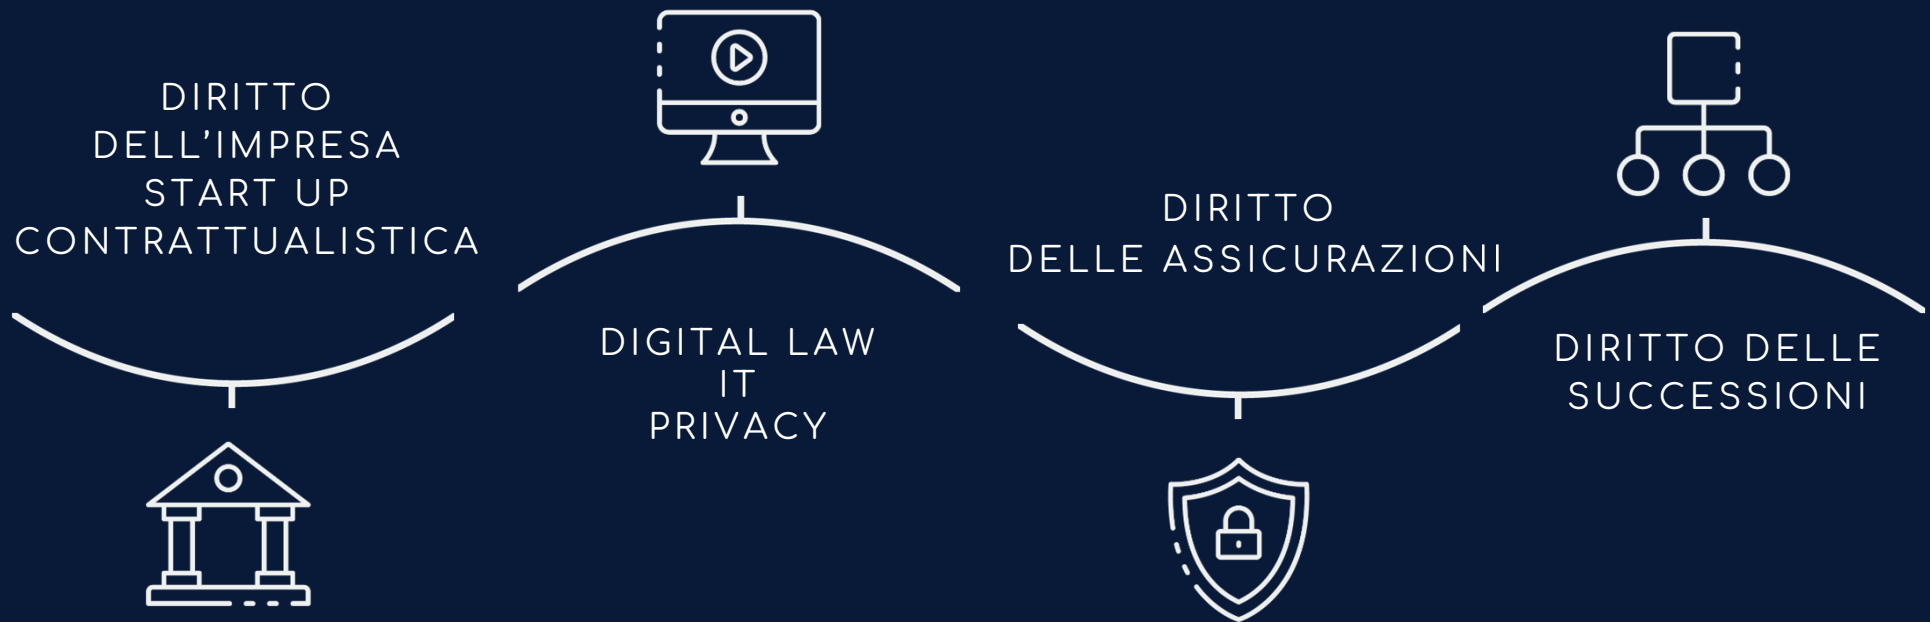 DIRITTO
DELL'IMPRESA
START UP
CONTRATTUALISTICA
DIGITAL LAW
IT
PRIVACY
DIRITTO
DELLE ASSICURAZIONI
DIRITTO DELLE
SUCCESSIONI